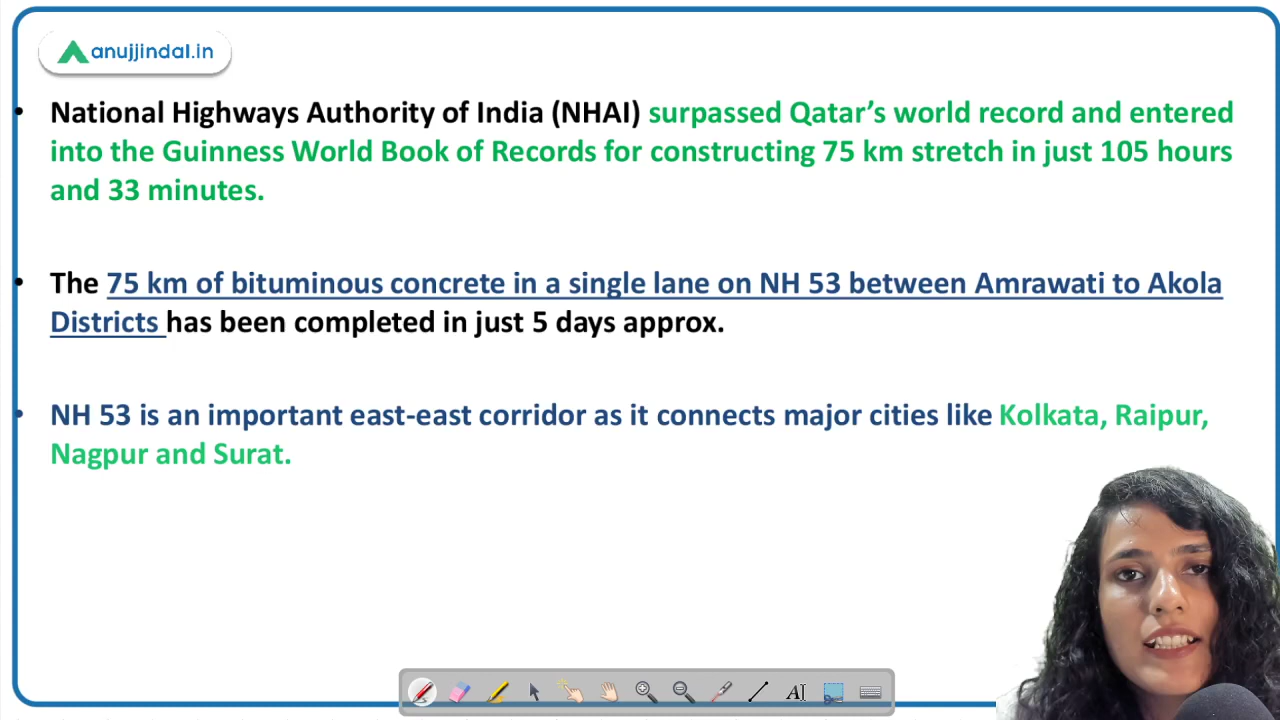 anujjindal.in
• National Highways Authority of India (NHAI) surpassed Qatar’s world record and entered
into the Guinness World Book of Records for constructing 75 km stretch in just 105 hours
and 33 minutes.
• The 75 km of bituminous concrete in a single lane on NH 53 between Amrawati to Akola
Districts has been completed in just 5 days approx.
• NH 53 is an important east-east corridor as it connects major cities like Kolkata, Raipur,
Nagpur and Surat.
AI